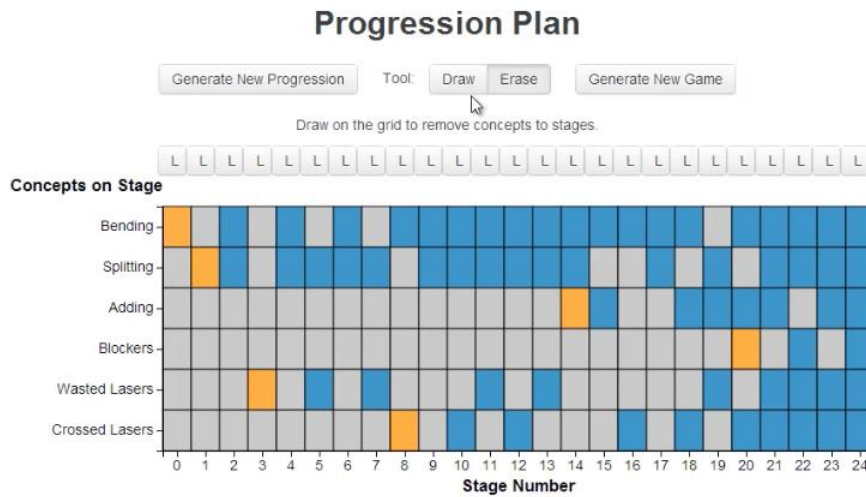 Progression Plan
Generate New Progression Tool: Draw Erase Generate New Game
Draw on the grid to remove concepts to stages.
L L L L L L L L L L L L L L L L L L L L L L L L L
Concepts on Stage
Bending
Splitting
Adding
Blockers
Wasted Lasers
Crossed Lasers
0 1 2 3 4 5 6 7 8 9 10 11 12 13 14 15 16 17 18 19 20 21 22 23 24
Stage Number